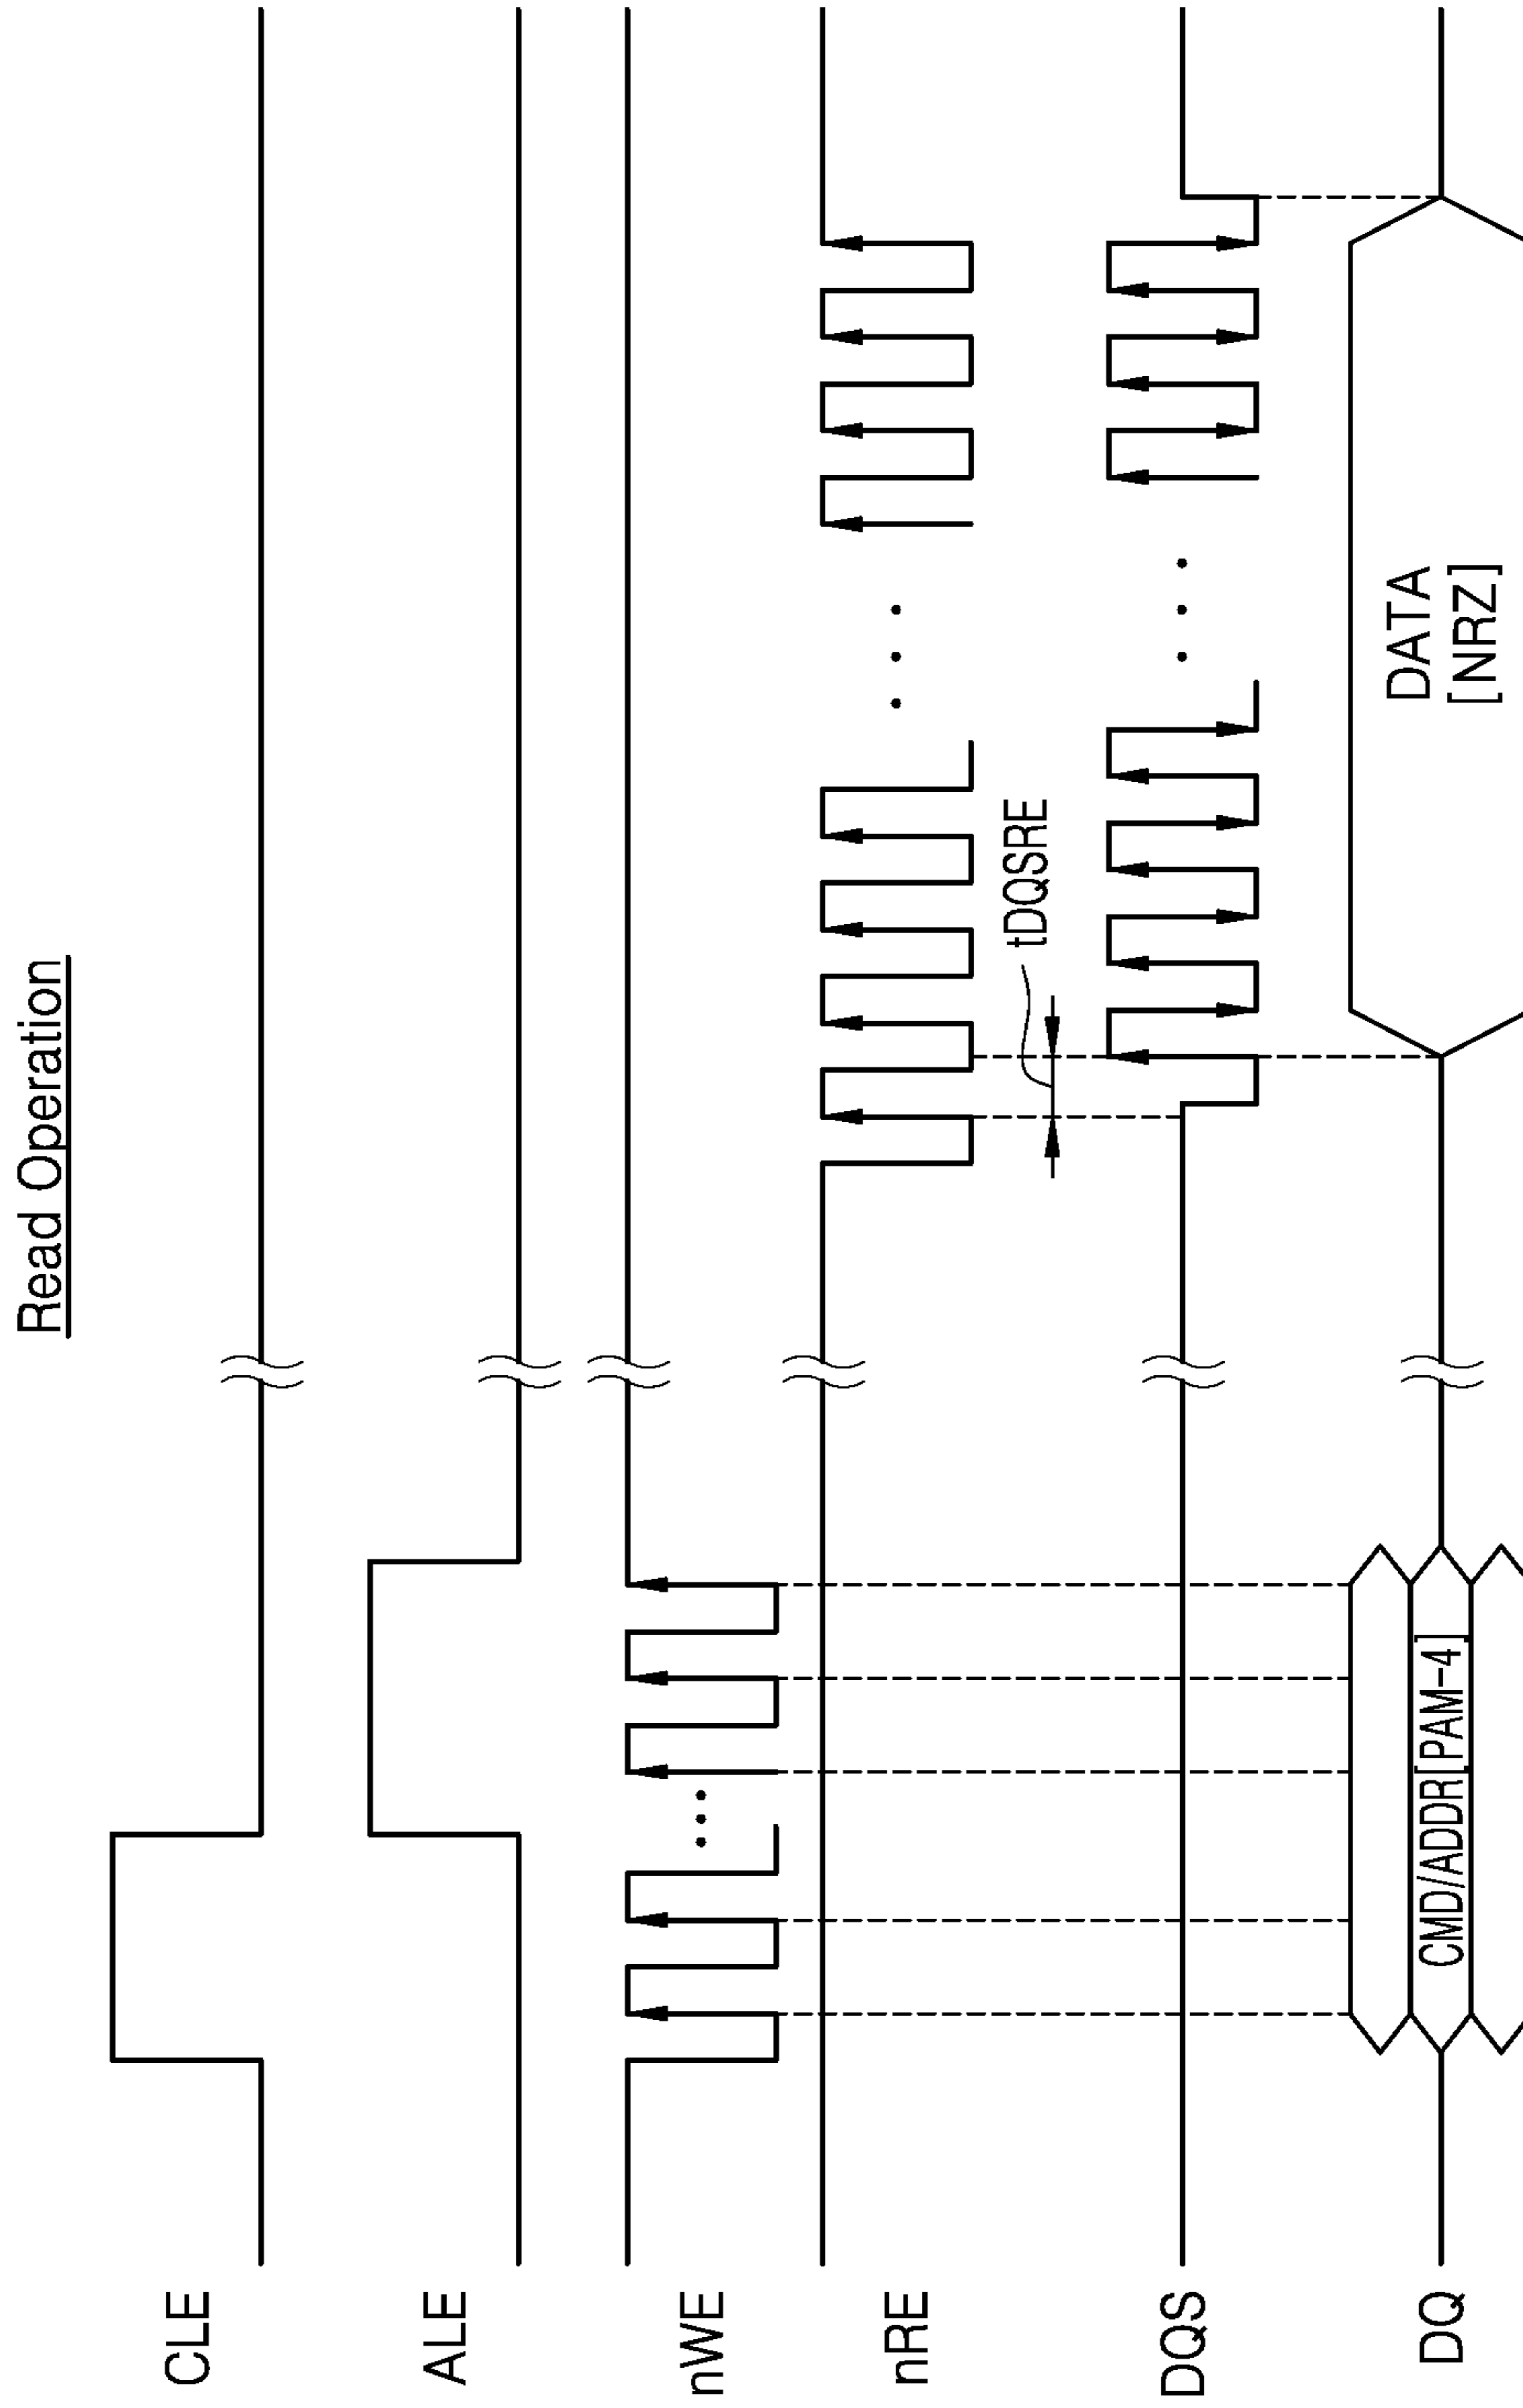 Read Operation
CLE
ALE
nWE
nRE
tDQSRE
DQS
DQ
CMD/ADDR[PAM-4]
DATA
[NRZ]